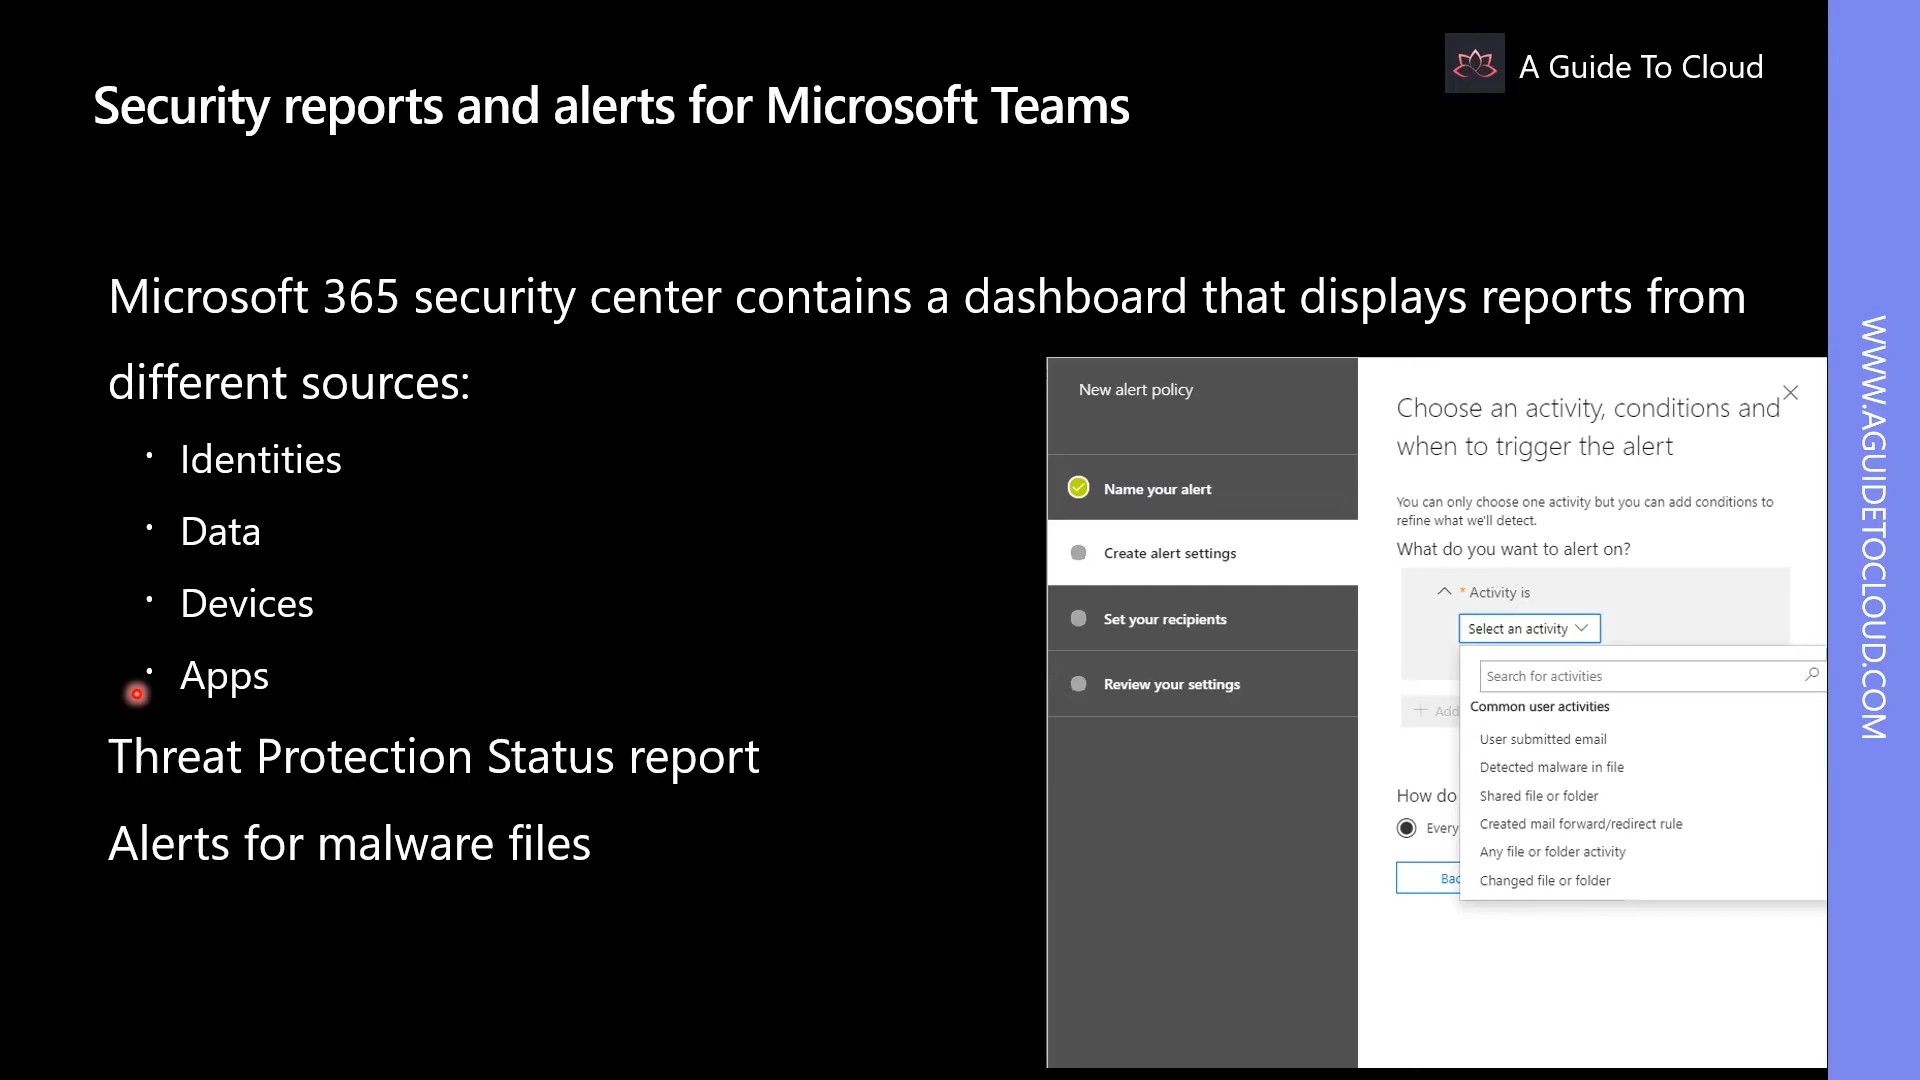 A Guide To Cloud
Security reports and alerts for Microsoft Teams
Microsoft 365 security center contains a dashboard that displays reports from
different sources:
· Identities
· Data
· Devices
· Apps
Threat Protection Status report
Alerts for malware files
New alert policy
Name your alert
Create alert settings
Set your recipients
Review your settings
Choose an activity, conditions and
when to trigger the alert
You can only choose one activity but you can add conditions to
refine what we'll detect.
What do you want to alert on?
* Activity is
Select an activity
Search for activities
Common user activities
User submitted email
Detected malware in file
Shared file or folder
Created mail forward/redirect rule
Any file or folder activity
Changed file or folder
+ Add
How do
Every
Bac
WWW.AGUIDETOCLOUD.COM